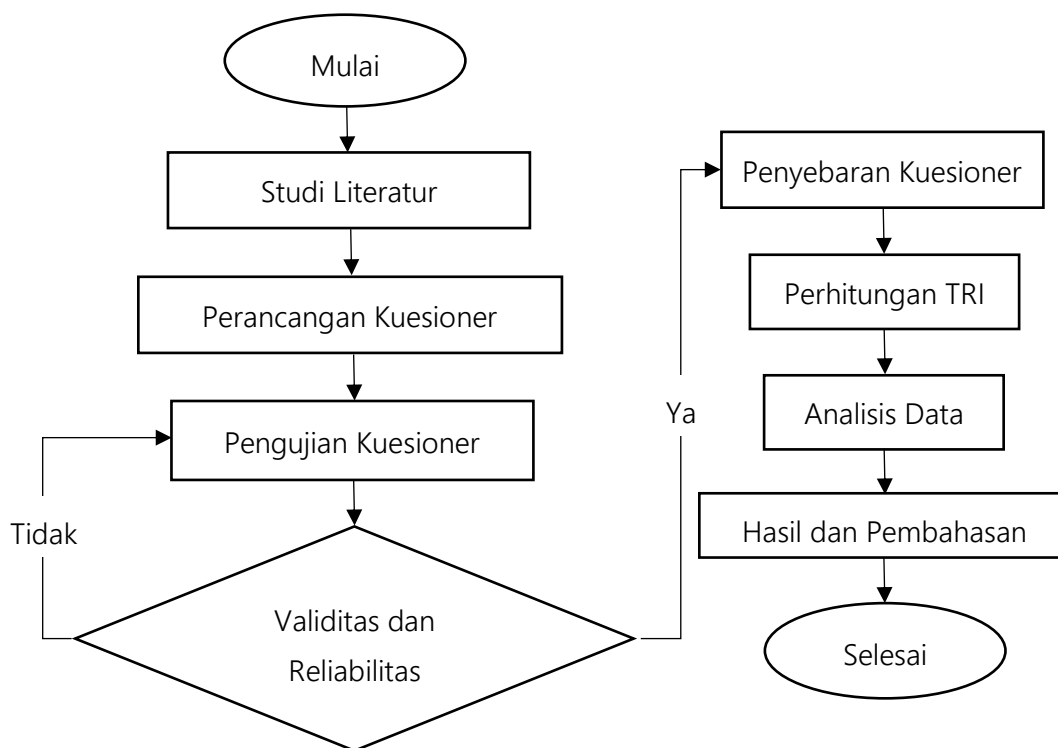 Mulai
Studi Literatur
Perancangan Kuesioner
Pengujian Kuesioner
Tidak
Validitas dan
Reliabilitas
Ya
Penyebaran Kuesioner
Perhitungan TRI
Analisis Data
Hasil dan Pembahasan
Selesai